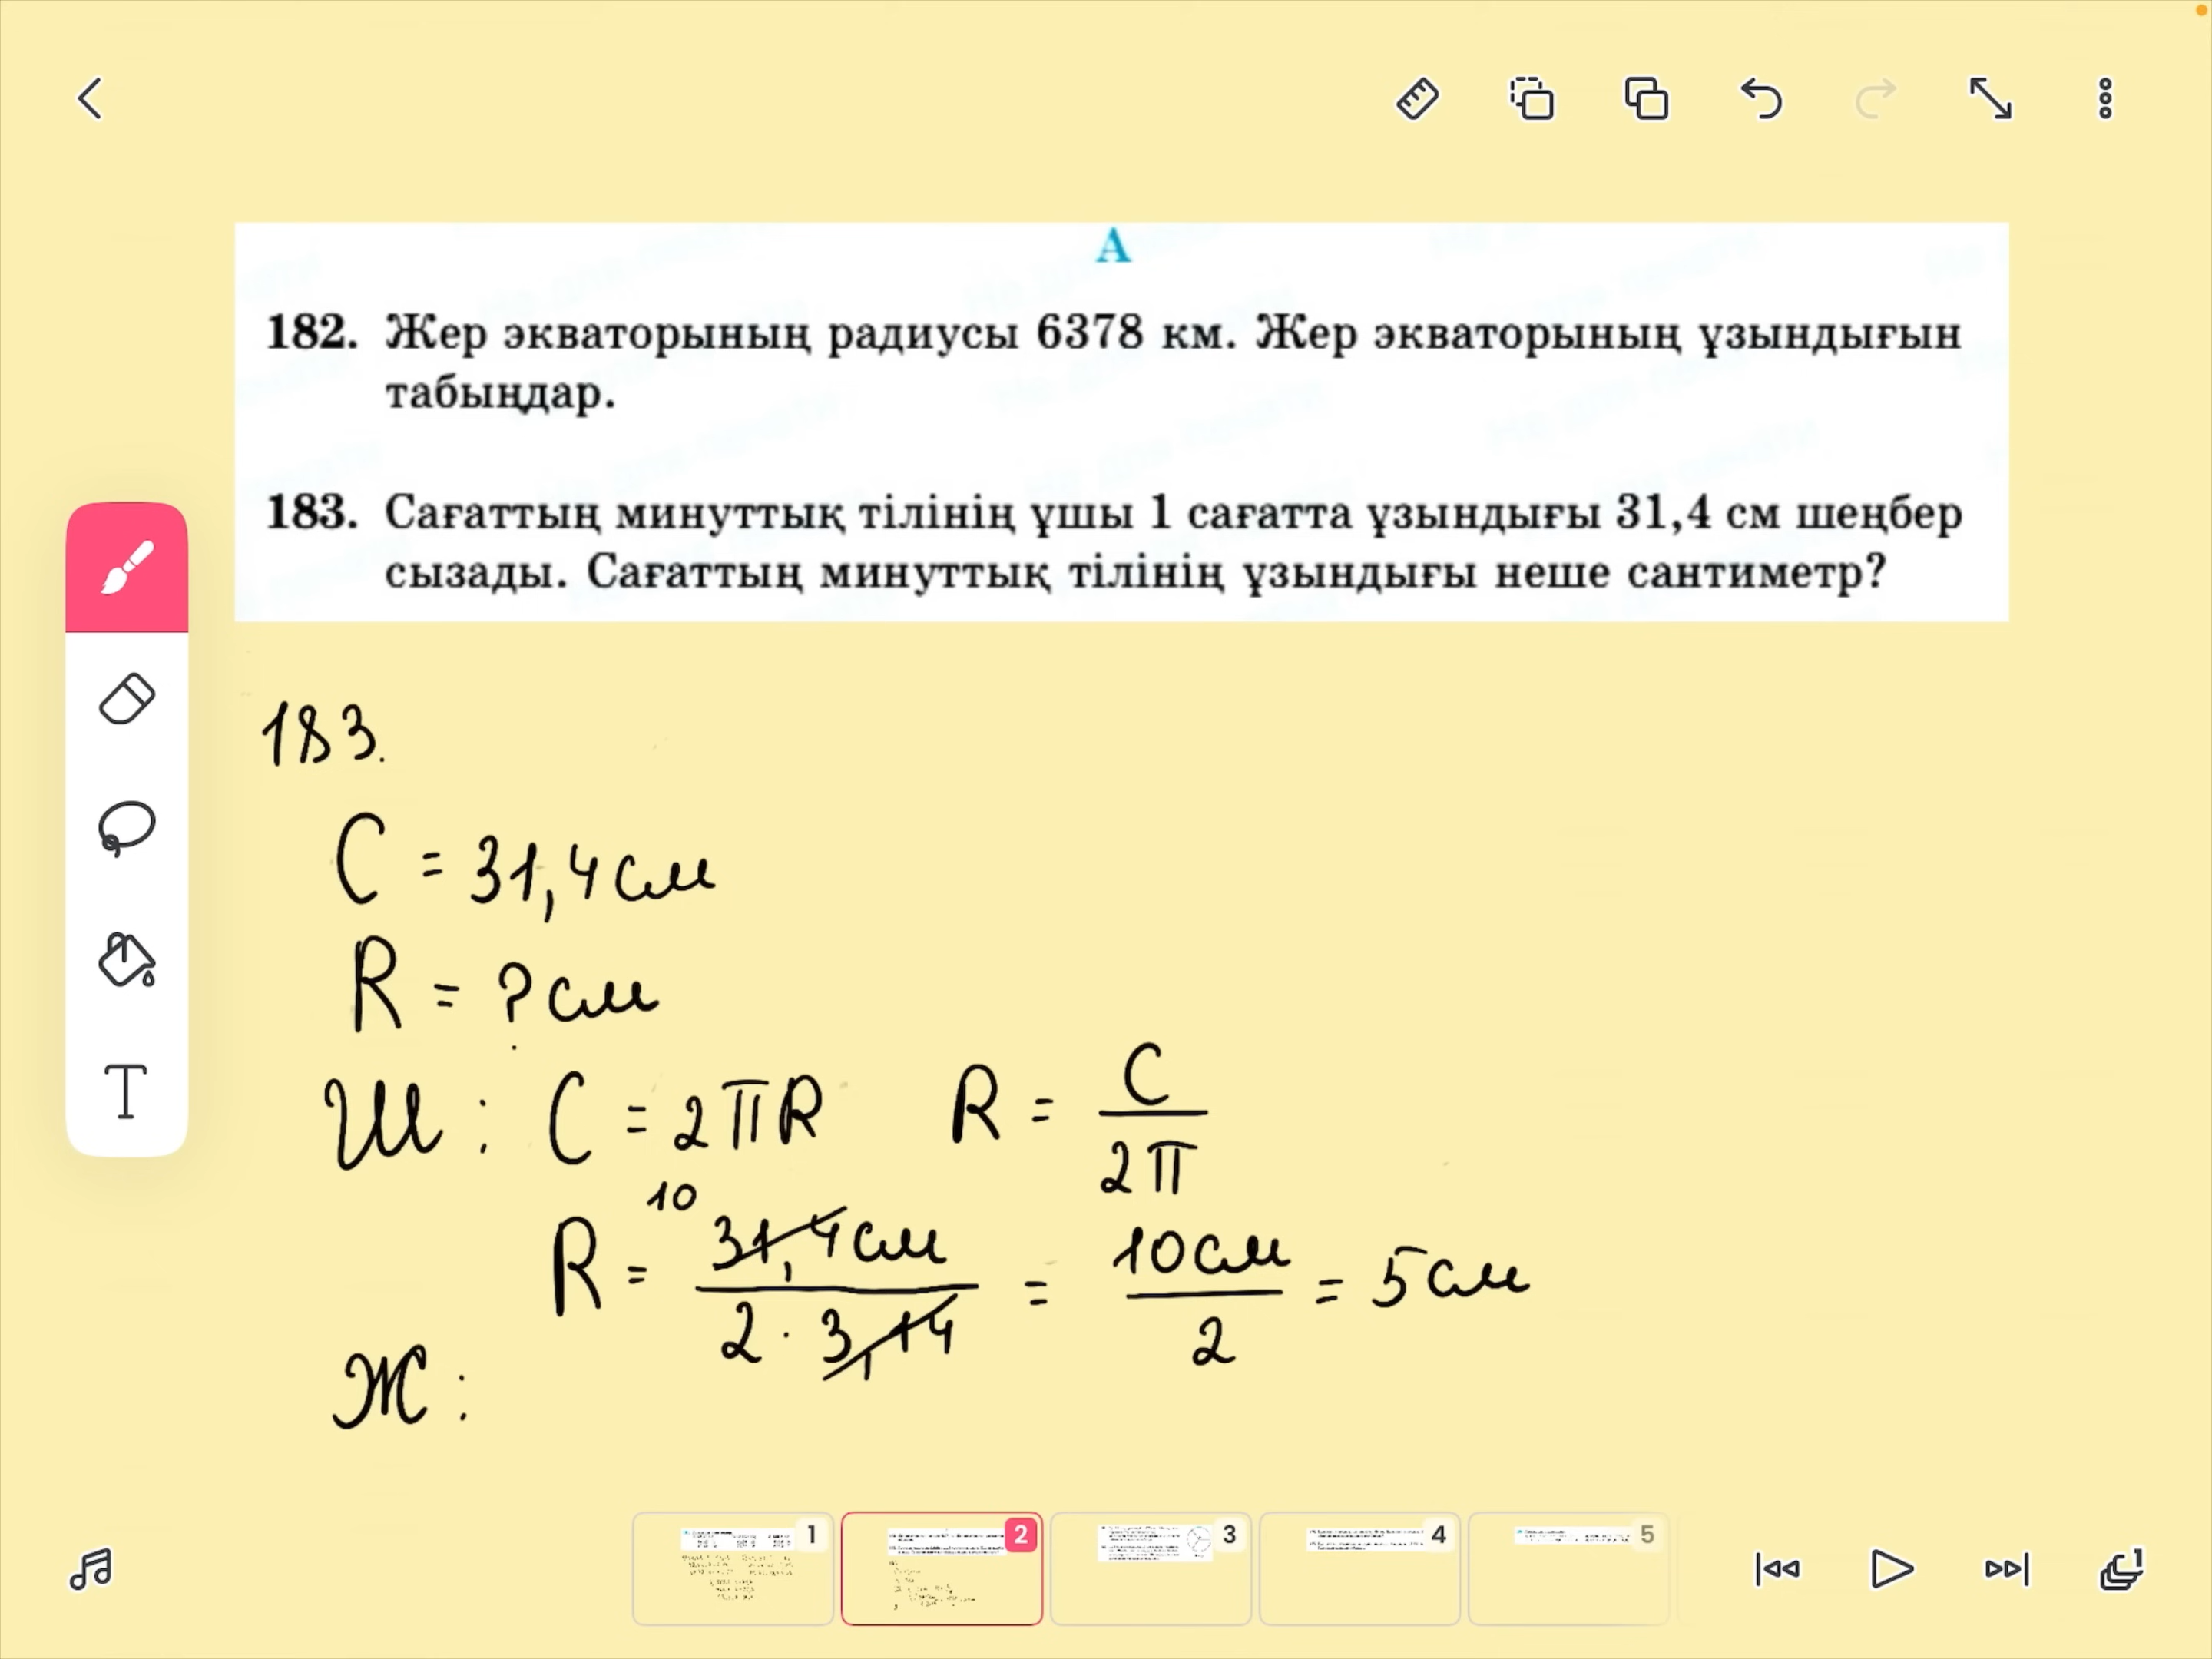 А
182. Жер экваторының радиусы 6378 км. Жер экваторының ұзындығын
табыңдар.
183. Сағаттың минуттық тілінің ұшы 1 сағатта ұзындығы 31,4 см шеңбер
сызады. Сағаттың минуттық тілінің ұзындығы неше сантиметр?
183.
C = 31,4 см
R = ? см
Ш : C = 2πR R = C / 2π
10
R = 31,4 см / 2 · 3,14 = 10 см / 2 = 5 см
Ж :
T
1 2 3 4 5